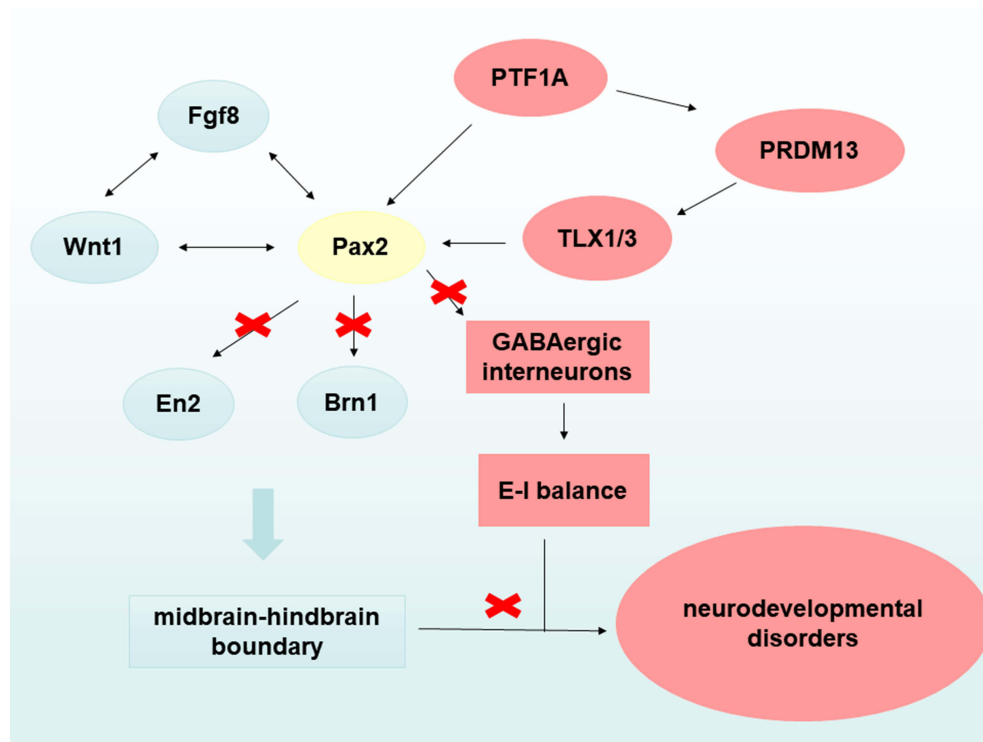 PTF1A
Fgf8
PRDM13
Wnt1
Pax2
TLX1/3
GABAergic
interneurons
En2
Brn1
E-I balance
midbrain-hindbrain
boundary
neurodevelopmental
disorders